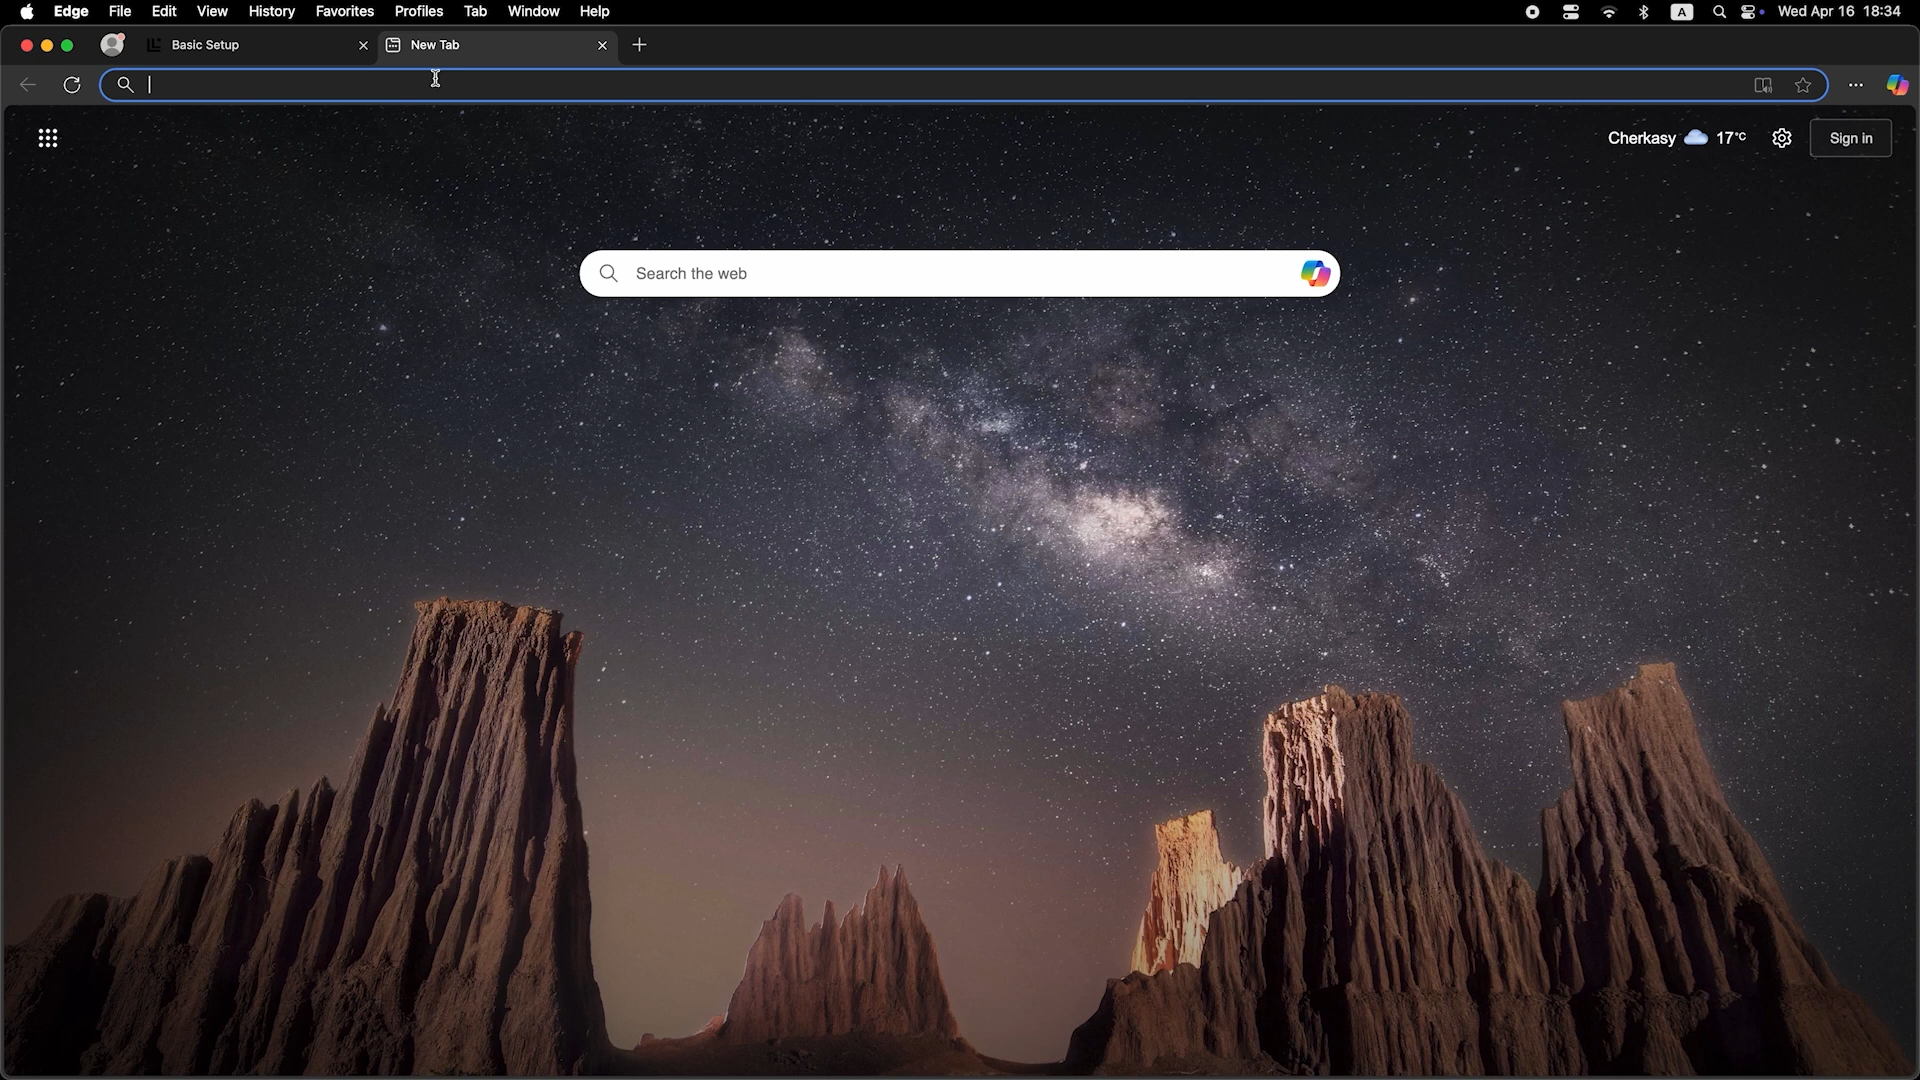 Edge File Edit View History Favorites Profiles Tab Window Help A Wed Apr 16 18:34
Basic Setup New Tab
Cherkasy 17°C Sign in
Search the web